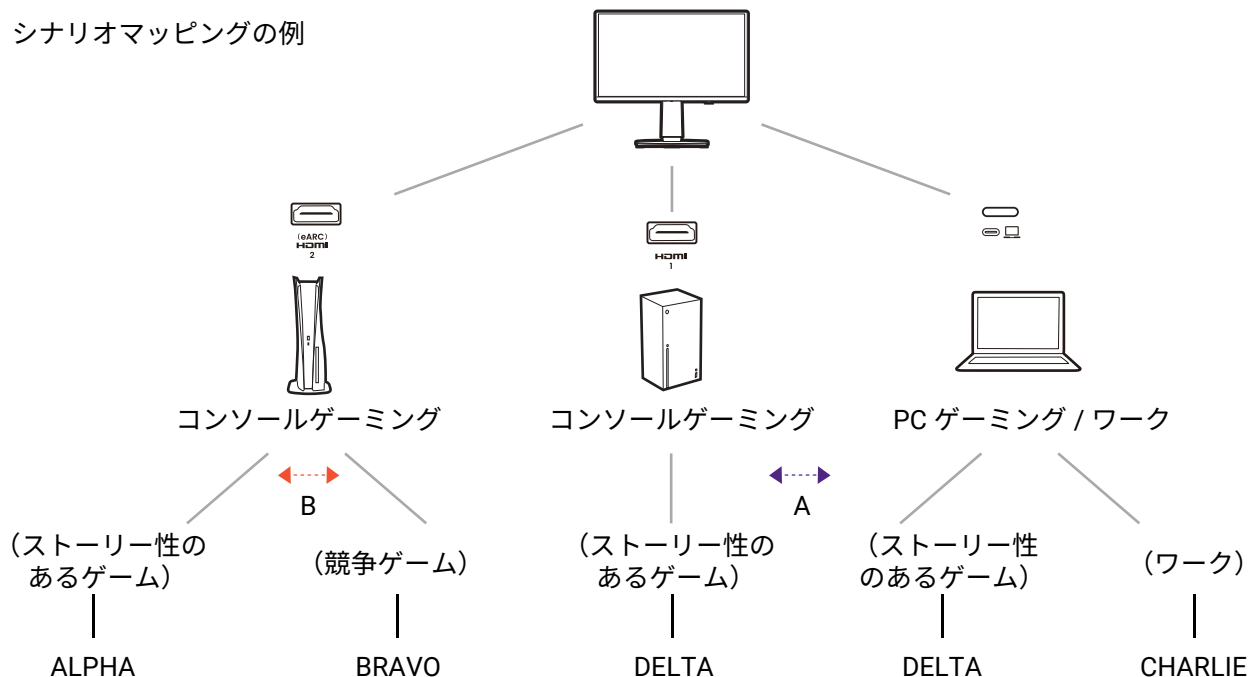 シナリオマッピングの例
(eARC)
HDMI
2
HDMI
1
コンソールゲーミング
コンソールゲーミング
PC ゲーミング / ワーク
B
A
（ストーリー性の
あるゲーム）
（競争ゲーム）
（ストーリー性の
あるゲーム）
（ストーリー性
のあるゲーム）
（ワーク）
ALPHA
BRAVO
DELTA
DELTA
CHARLIE